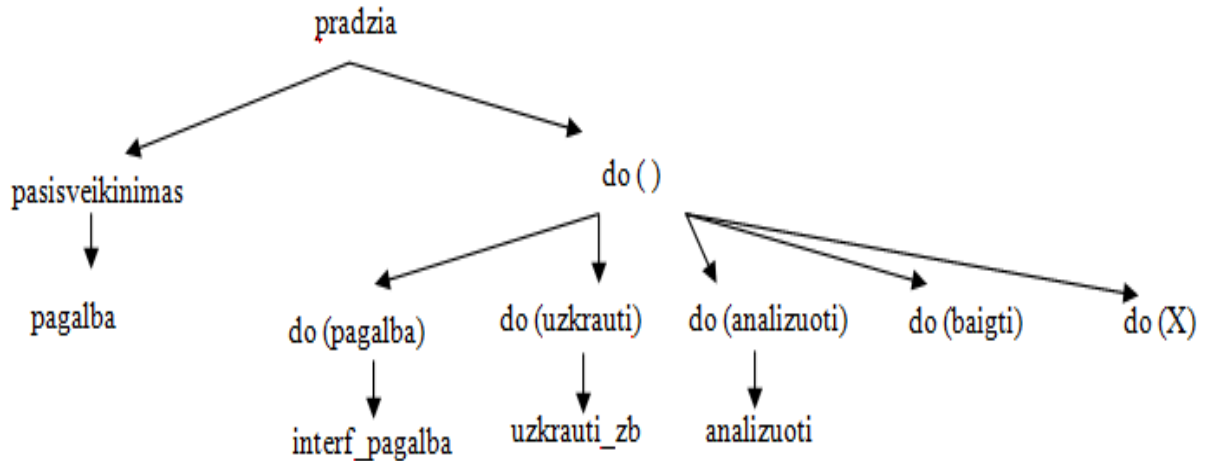 pradzia
pasisveikinimas
do ( )
pagalba
do (pagalba)
do (uzkrauti)
do (analizuoti)
do (baigti)
do (X)
interf_pagalba
uzkrauti_zb
analizuoti